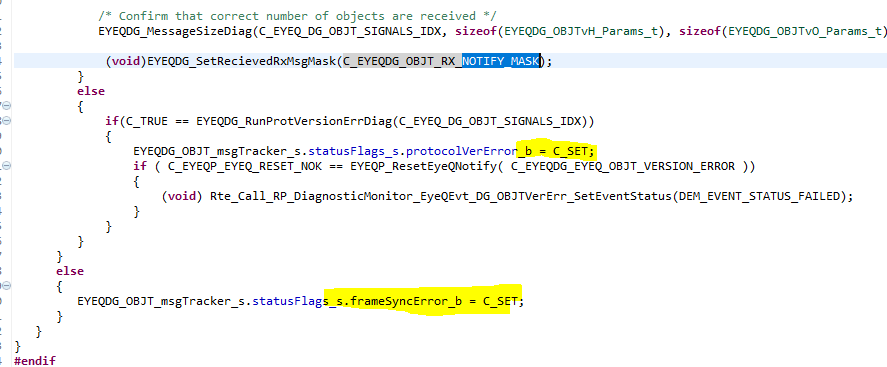 /* Confirm that correct number of objects are received */
EYEQDG_MessageSizeDiag(C_EYEQ_DG_OBJT_SIGNALS_IDX, sizeof(EYEQDG_OBJTvH_Params_t), sizeof(EYEQDG_OBJTvO_Params_t)
(void)EYEQDG_SetRecievedRxMsgMask(C_EYEQDG_OBJT_RX_NOTIFY_MASK);
}
else
{
if(C_TRUE == EYEQDG_RunProtVersionErrDiag(C_EYEQ_DG_OBJT_SIGNALS_IDX))
{
EYEQDG_OBJT_msgTracker_s.statusFlags_s.protocolVerError_b = C_SET;
if ( C_EYEQP_EYEQ_RESET_NOK == EYEQP_ResetEyeQNotify( C_EYEQDG_EYEQ_OBJT_VERSION_ERROR ))
{
(void) Rte_Call_RP_DiagnosticMonitor_EyeQEvt_DG_OBJTVerErr_SetEventStatus(DEM_EVENT_STATUS_FAILED);
}
}
}
}
else
{
EYEQDG_OBJT_msgTracker_s.statusFlags_s.frameSyncError_b = C_SET;
}
}
}
#endif